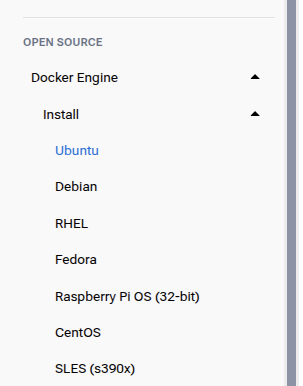 OPEN SOURCE
Docker Engine
Install
Ubuntu
Debian
RHEL
Fedora
Raspberry Pi OS (32-bit)
CentOS
SLES (s390x)